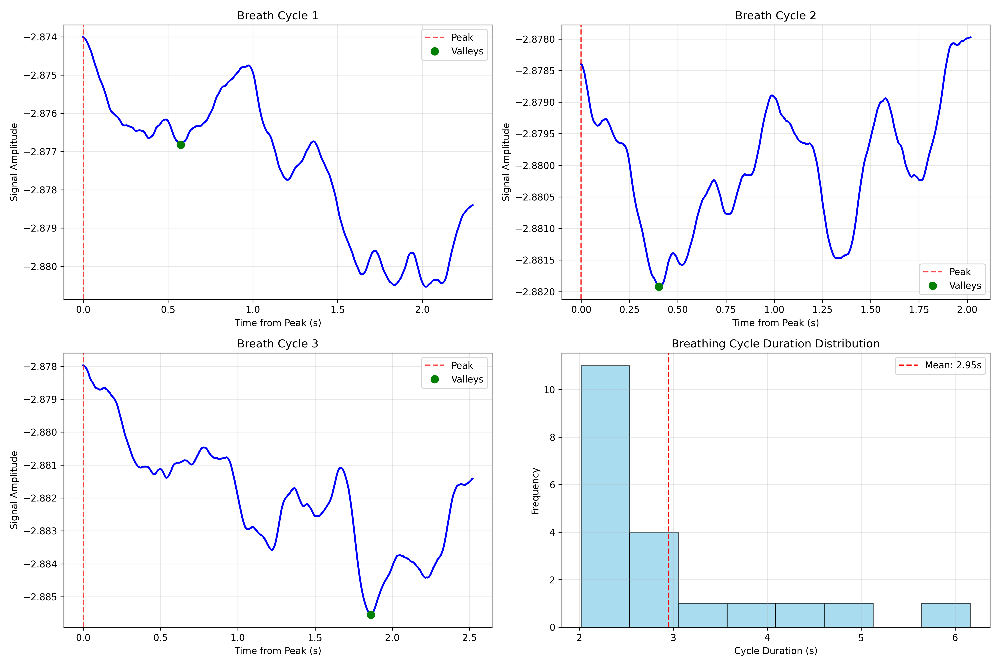 Breath Cycle 1
Signal Amplitude
−2.874
−2.875
−2.876
−2.877
−2.878
−2.879
−2.880
Peak
Valleys
0.0 0.5 1.0 1.5 2.0
Time from Peak (s)
Breath Cycle 2
Signal Amplitude
−2.8780
−2.8785
−2.8790
−2.8795
−2.8800
−2.8805
−2.8810
−2.8815
−2.8820
Peak
Valleys
0.00 0.25 0.50 0.75 1.00 1.25 1.50 1.75 2.00
Time from Peak (s)
Breath Cycle 3
Signal Amplitude
−2.878
−2.879
−2.880
−2.881
−2.882
−2.883
−2.884
−2.885
Peak
Valleys
0.0 0.5 1.0 1.5 2.0 2.5
Time from Peak (s)
Breathing Cycle Duration Distribution
Frequency
10
8
6
4
2
0
Mean: 2.95s
2 3 4 5 6
Cycle Duration (s)